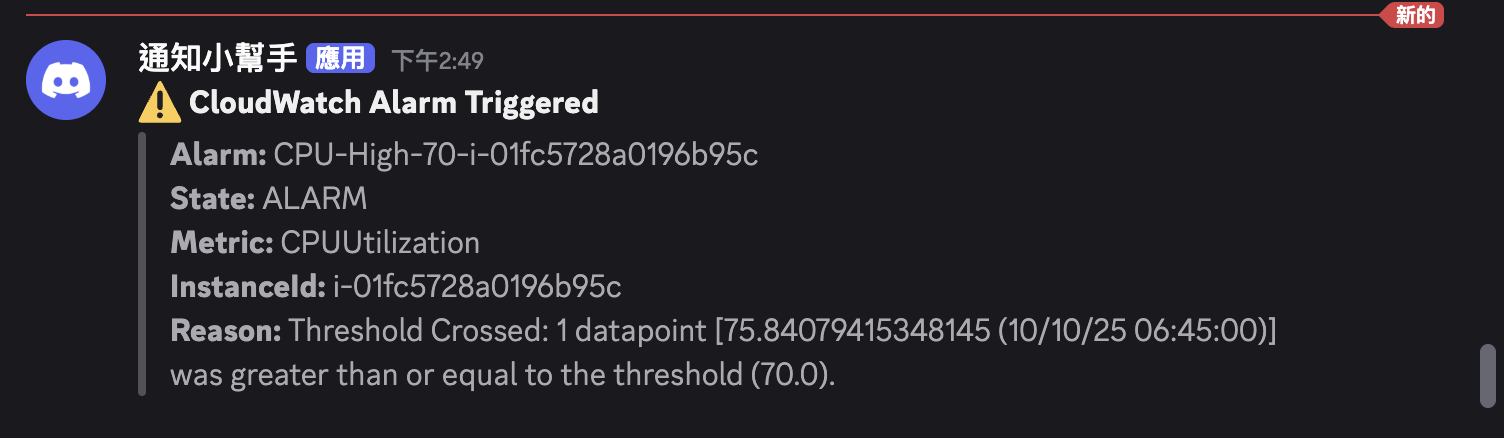 新的
通知小幫手 應用 下午2:49
⚠️ CloudWatch Alarm Triggered
Alarm: CPU-High-70-i-01fc5728a0196b95c
State: ALARM
Metric: CPUUtilization
InstanceId: i-01fc5728a0196b95c
Reason: Threshold Crossed: 1 datapoint [75.84079415348145 (10/10/25 06:45:00)]
was greater than or equal to the threshold (70.0).